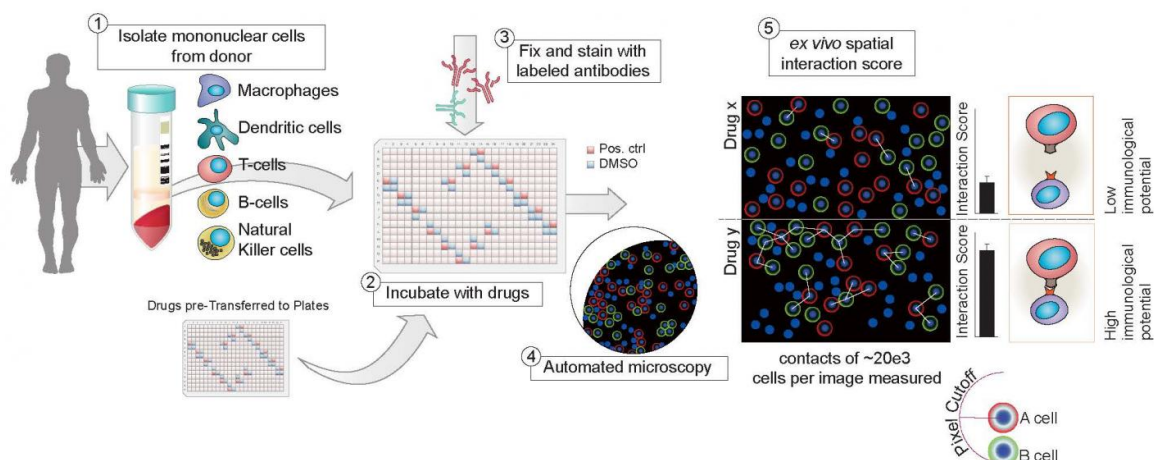 1
Isolate mononuclear cells
from donor
Macrophages
Dendritic cells
T-cells
B-cells
Natural
Killer cells
Drugs pre-Transferred to Plates
2
Incubate with drugs
3
Fix and stain with
labeled antibodies
Pos. ctrl
DMSO
4
Automated microscopy
5
ex vivo spatial
interaction score
Drug x
Drug y
Interaction Score
Interaction Score
Low
immunological
potential
High
immunological
potential
contacts of ~20e3
cells per image measured
Pixel Cutoff
A cell
B cell